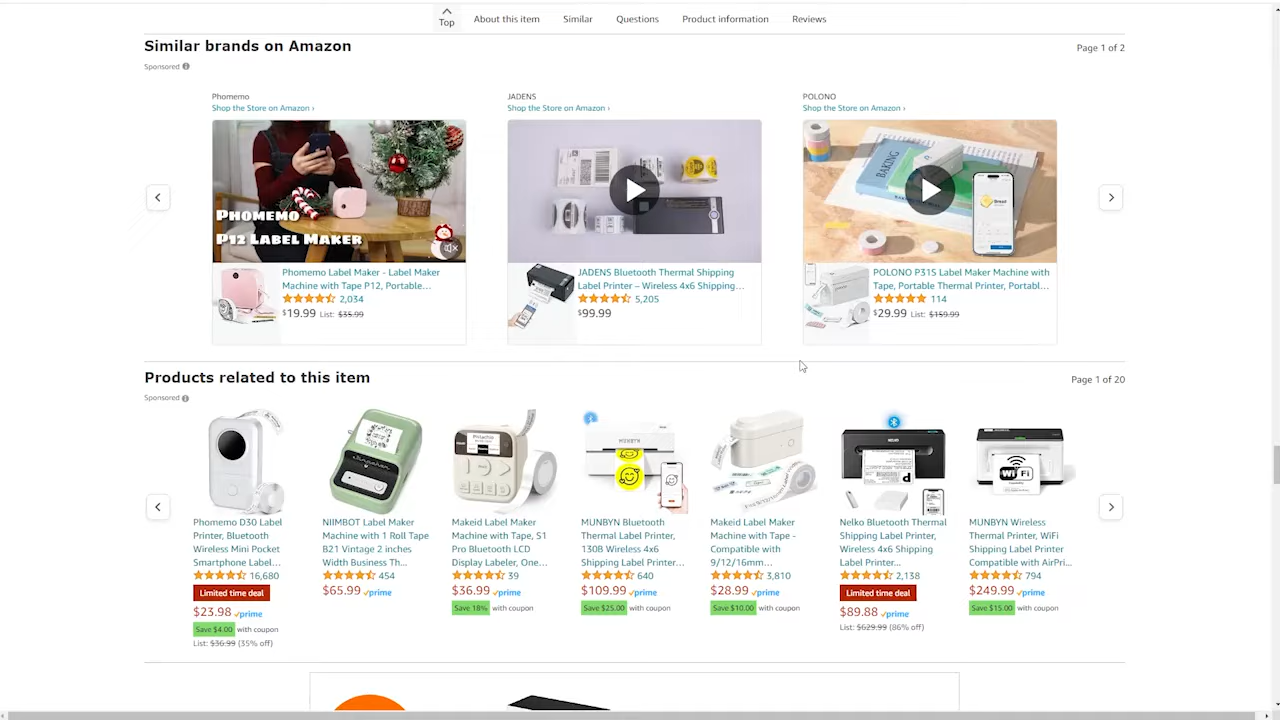 Top
About this item
Similar
Questions
Product information
Reviews
Similar brands on Amazon
Page 1 of 2
Sponsored
Phomemo
Shop the Store on Amazon ›
JADENS
Shop the Store on Amazon ›
POLONO
Shop the Store on Amazon ›
PHOMEMO
P12 LABEL MAKER
BAKING
Bread
Phomemo Label Maker - Label Maker
Machine with Tape P12, Portable…
2,034
$19.99 List: $35.99
JADENS Bluetooth Thermal Shipping
Label Printer – Wireless 4x6 Shipping…
5,205
$99.99
POLONO P31S Label Maker Machine with
Tape, Portable Thermal Printer, Portabl…
114
$29.99 List: $159.99
Products related to this item
Page 1 of 20
Sponsored
MUNBYN
NELKO
P
WiFi
Phomemo D30 Label
Printer, Bluetooth
Wireless Mini Pocket
Smartphone Label…
16,680
Limited time deal
$23.98 prime
Save $4.00 with coupon
List: $36.99 (35% off)
NIIMBOT Label Maker
Machine with 1 Roll Tape
B21 Vintage 2 inches
Width Business Th…
454
$65.99 prime
Makeid Label Maker
Machine with Tape, S1
Pro Bluetooth LCD
Display Labeler, One…
39
$36.99 prime
Save 18% with coupon
MUNBYN Bluetooth
Thermal Label Printer,
130B Wireless 4x6
Shipping Label Printer…
640
$109.99 prime
Save $25.00 with coupon
Makeid Label Maker
Machine with Tape -
Compatible with
9/12/16mm…
3,810
$28.99 prime
Save $10.00 with coupon
Nelko Bluetooth Thermal
Shipping Label Printer,
Wireless 4x6 Shipping
Label Printer…
2,138
Limited time deal
$89.88 prime
List: $629.99 (86% off)
MUNBYN Wireless
Thermal Printer, WiFi
Shipping Label Printer
Compatible with AirPri…
794
$249.99 prime
Save $15.00 with coupon